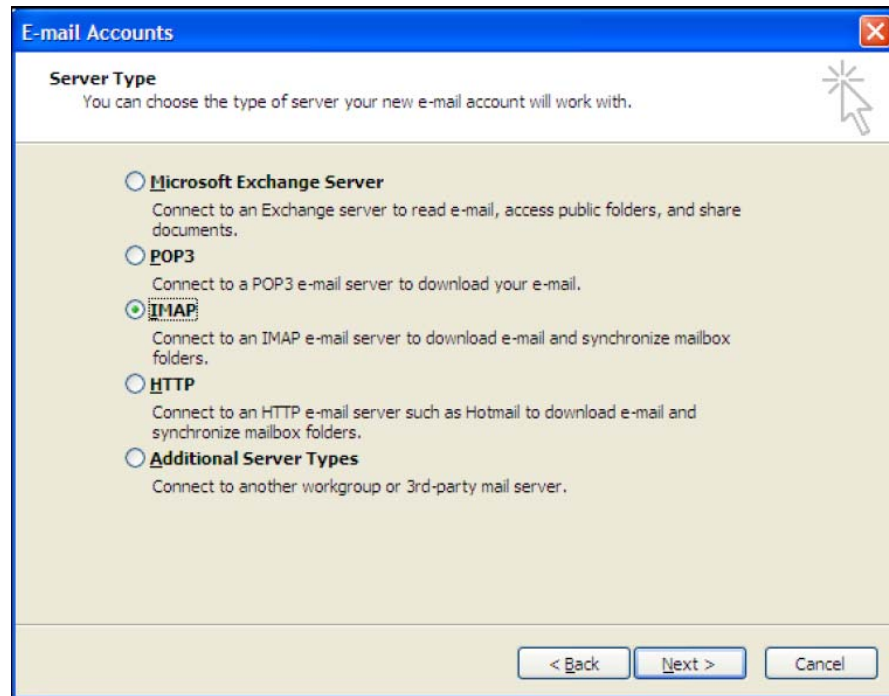 E-mail Accounts
Server Type
You can choose the type of server your new e-mail account will work with.
Microsoft Exchange Server
Connect to an Exchange server to read e-mail, access public folders, and share
documents.
POP3
Connect to a POP3 e-mail server to download your e-mail.
IMAP
Connect to an IMAP e-mail server to download e-mail and synchronize mailbox
folders.
HTTP
Connect to an HTTP e-mail server such as Hotmail to download e-mail and
synchronize mailbox folders.
Additional Server Types
Connect to another workgroup or 3rd-party mail server.
< Back Next > Cancel